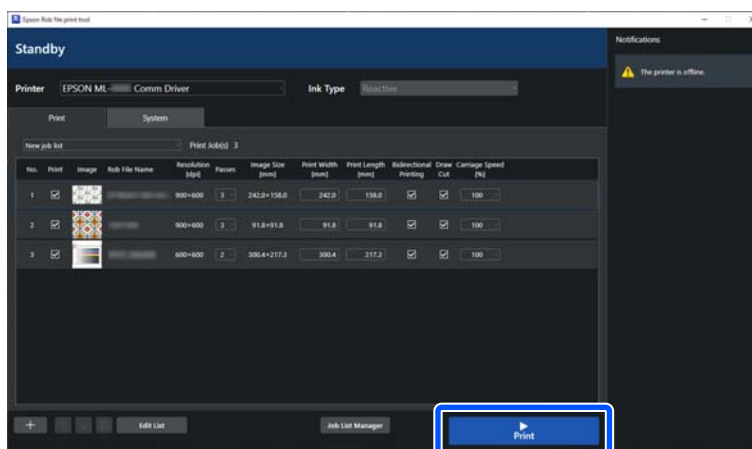 Epson Rob file print tool
Standby
Notifications
The printer is offline.
Printer EPSON ML- Comm Driver Ink Type Reactive
Print System
New job list Print Job(s) 3
No. Print Image Rob File Name Resolution [dpi] Passes Image Size [mm] Print Width [mm] Print Length [mm] Bidirectional Printing Draw Cut Carriage Speed [%]
1 900×600 3 242.0×158.0 242.0 158.0 100
2 900×600 3 91.8×91.8 91.8 91.8 100
3 600×600 2 300.4×217.3 300.4 217.3 100
Edit List Job List Manager Print